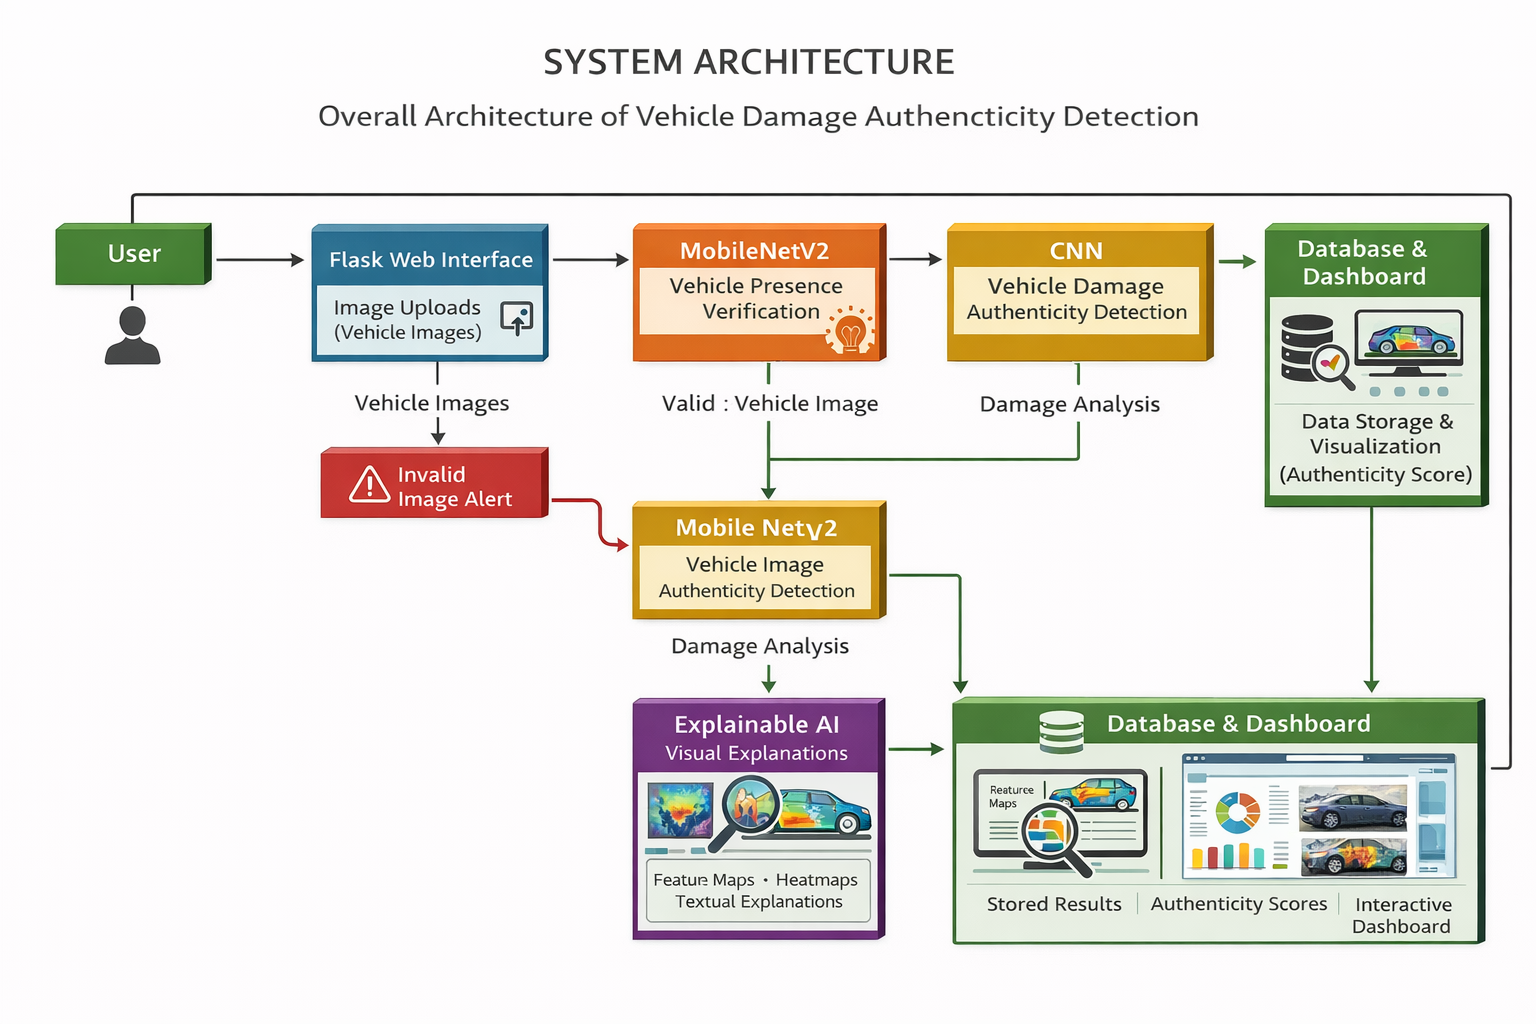 SYSTEM ARCHITECTURE
Overall Architecture of Vehicle Damage Authencticity Detection
User
Flask Web Interface
Image Uploads
(Vehicle Images)
MobileNetV2
Vehicle Presence
Verification
CNN
Vehicle Damage
Authenticity Detection
Database &
Dashboard
Data Storage &
Visualization
(Authenticity Score)
Vehicle Images
Valid : Vehicle Image
Damage Analysis
Invalid
Image Alert
Mobile NetV2
Vehicle Image
Authenticity Detection
Damage Analysis
Explainable AI
Visual Explanations
Feature Maps • Heatmaps
Textual Explanations
Database & Dashboard
Reature
Maps
Stored Results
Authenticity Scores
Interactive
Dashboard